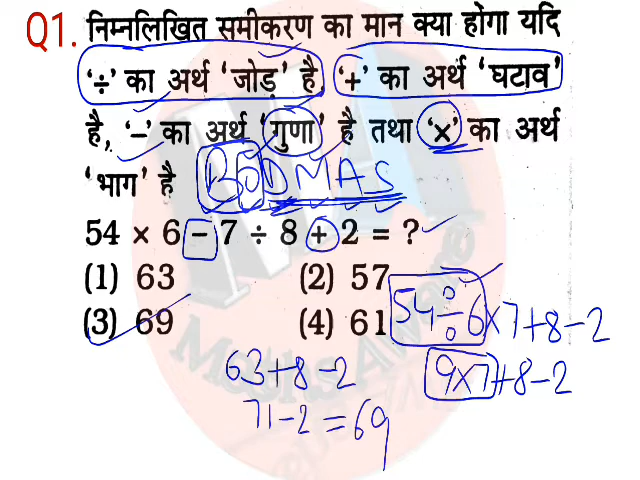 Q1. निम्नलिखित समीकरण का मान क्या होगा यदि
'÷' का अर्थ 'जोड़' है, '+' का अर्थ 'घटाव'
है, '–' का अर्थ 'गुणा' है तथा 'x' का अर्थ
'भाग' है
BODMAS
54 × 6 – 7 ÷ 8 + 2 = ?
(1) 63 (2) 57
(3) 69 (4) 61
54÷6×7+8-2
63+8-2 9×7+8-2
71-2=69